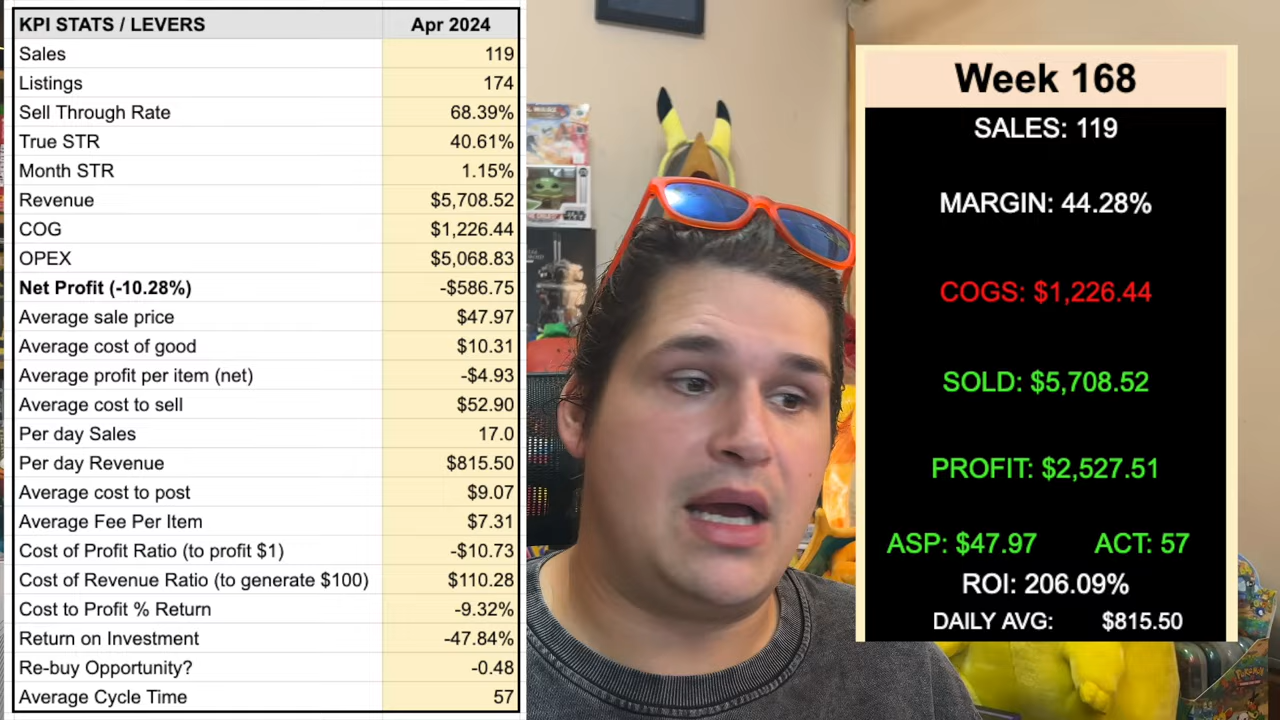 KPI STATS / LEVERS Apr 2024
Sales 119
Listings 174
Sell Through Rate 68.39%
True STR 40.61%
Month STR 1.15%
Revenue $5,708.52
COG $1,226.44
OPEX $5,068.83
Net Profit (-10.28%) -$586.75
Average sale price $47.97
Average cost of good $10.31
Average profit per item (net) -$4.93
Average cost to sell $52.90
Per day Sales 17.0
Per day Revenue $815.50
Average cost to post $9.07
Average Fee Per Item $7.31
Cost of Profit Ratio (to profit $1) -$10.73
Cost of Revenue Ratio (to generate $100) $110.28
Cost to Profit % Return -9.32%
Return on Investment -47.84%
Re-buy Opportunity? -0.48
Average Cycle Time 57
Week 168
SALES: 119
MARGIN: 44.28%
COGS: $1,226.44
SOLD: $5,708.52
PROFIT: $2,527.51
ASP: $47.97 ACT: 57
ROI: 206.09%
DAILY AVG: $815.50